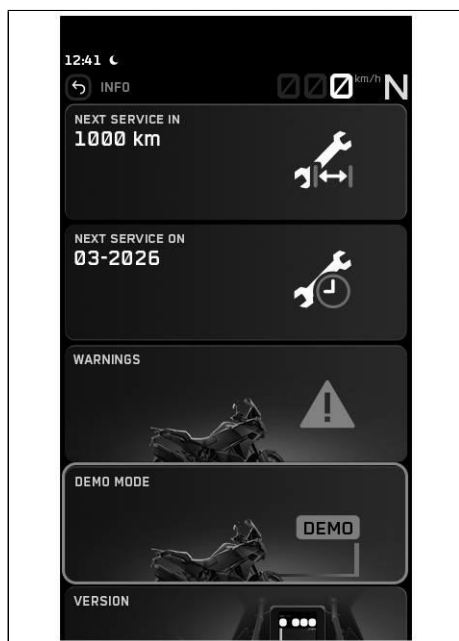 12:41
INFO
000 km/h N
NEXT SERVICE IN
1000 km
NEXT SERVICE ON
03-2026
WARNINGS
DEMO MODE
DEMO
VERSION